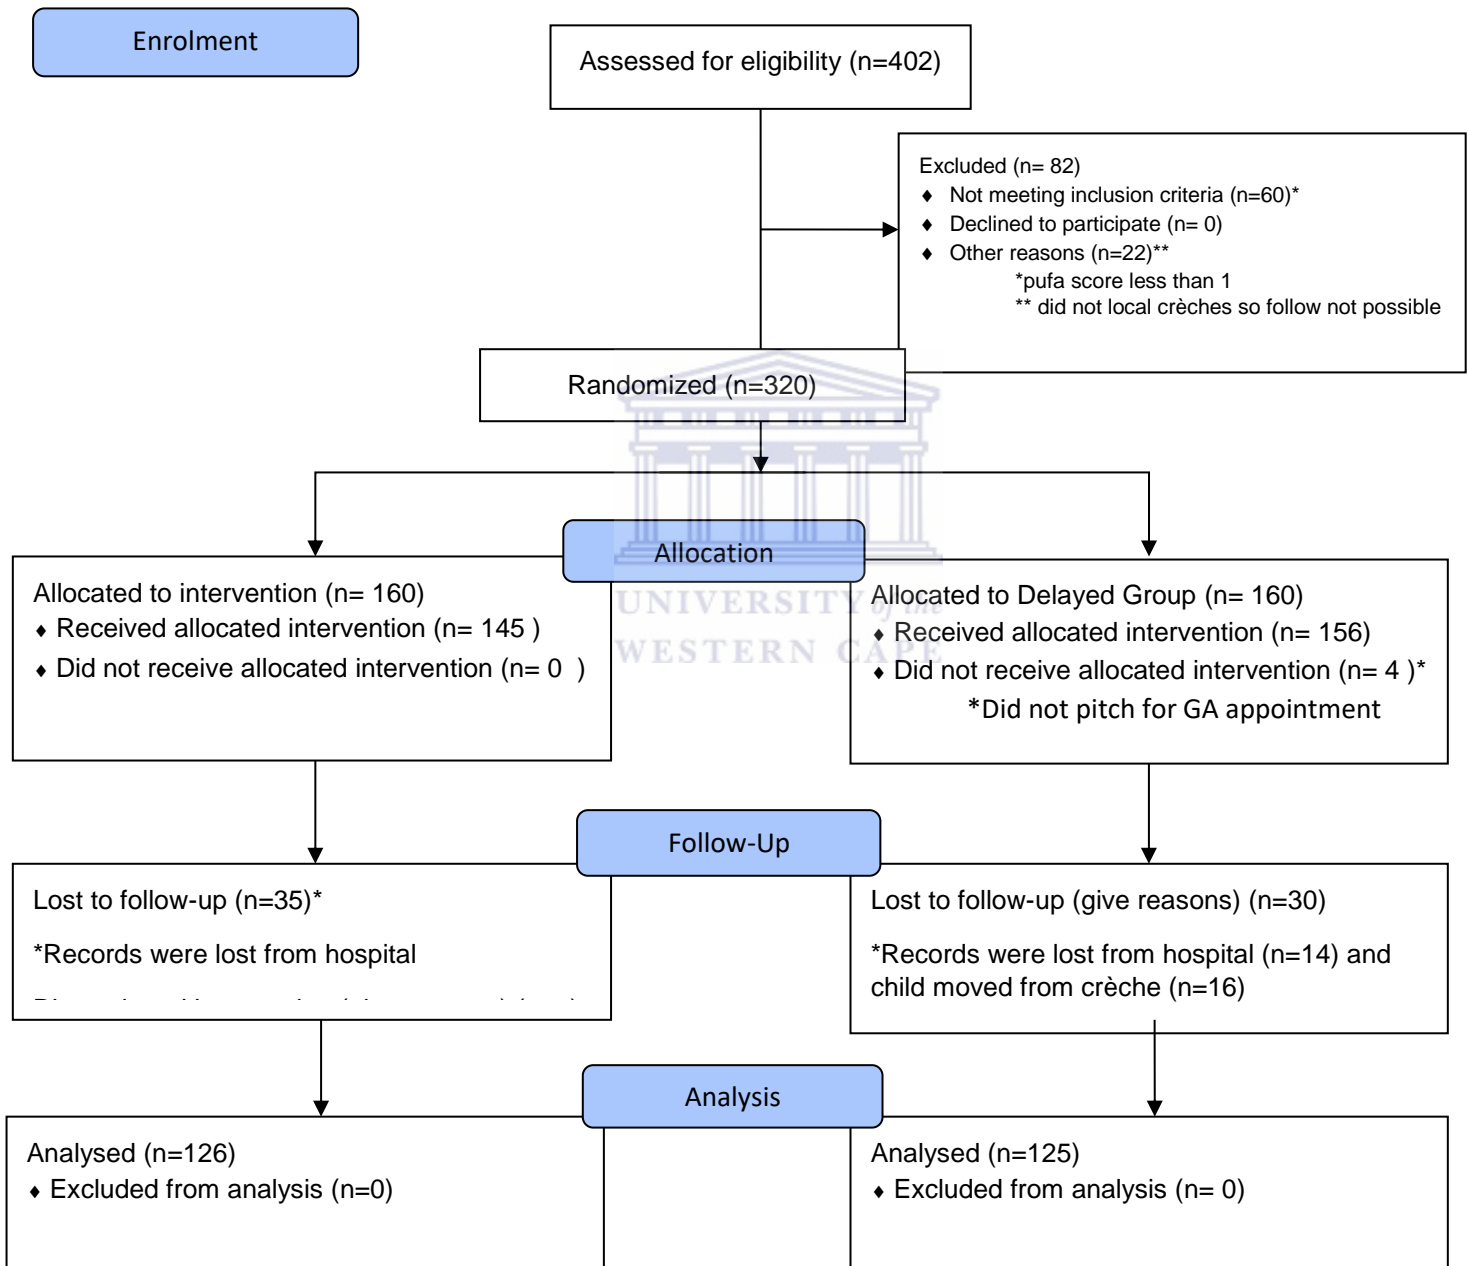 Enrolment
Assessed for eligibility (n=402)
Excluded (n= 82)
♦ Not meeting inclusion criteria (n=60)*
♦ Declined to participate (n= 0)
♦ Other reasons (n=22)**
*pufa score less than 1
** did not local crèches so follow not possible
Randomized (n=320)
Allocation
Allocated to intervention (n= 160)
♦ Received allocated intervention (n= 145 )
♦ Did not receive allocated intervention (n= 0 )
Allocated to Delayed Group (n= 160)
♦ Received allocated intervention (n= 156)
♦ Did not receive allocated intervention (n= 4 )*
*Did not pitch for GA appointment
UNIVERSITY of the
WESTERN CAPE
Follow-Up
Lost to follow-up (n=35)*
*Records were lost from hospital
Lost to follow-up (give reasons) (n=30)
*Records were lost from hospital (n=14) and
child moved from crèche (n=16)
Analysis
Analysed (n=126)
♦ Excluded from analysis (n=0)
Analysed (n=125)
♦ Excluded from analysis (n= 0)